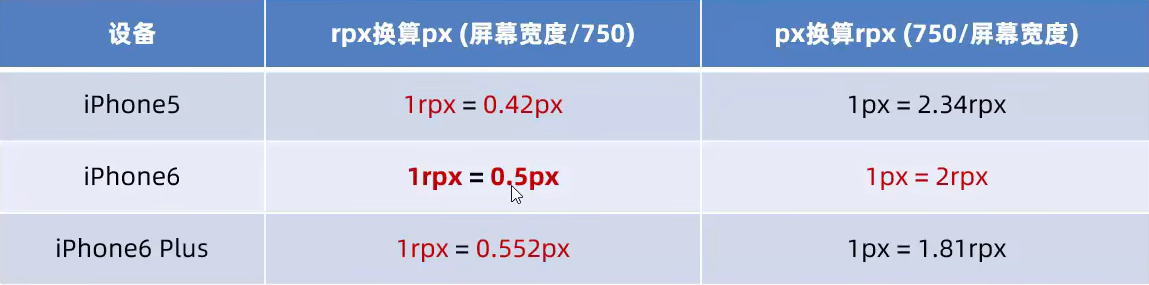 设备 rpx换算px (屏幕宽度/750) px换算rpx (750/屏幕宽度)
iPhone5 1rpx = 0.42px 1px = 2.34rpx
iPhone6 1rpx = 0.5px 1px = 2rpx
iPhone6 Plus 1rpx = 0.552px 1px = 1.81rpx